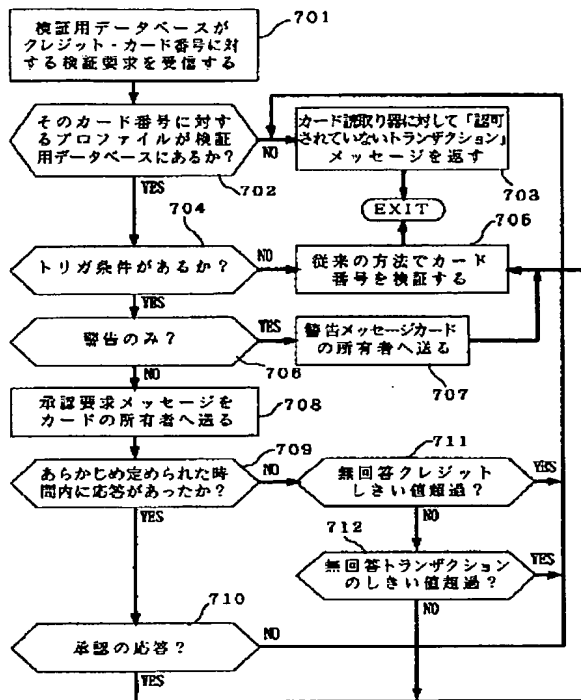 701
検証用データベースが
クレジット・カード番号に対
する検証要求を受信する
そのカード番号に対す
るプロファイルが検証
用データベースにあるか？
NO
YES
702
カード読取り器に対して「認可
されていないトランザクション」
メッセージを返す
703
EXIT
704
トリガ条件があるか？
NO
YES
705
従来の方法でカード
番号を検証する
警告のみ？
YES
NO
706
警告メッセージカード
の所有者へ送る
707
承認要求メッセージを
カードの所有者へ送る
708
709
あらかじめ定められた時
間内に応答があったか？
NO
YES
711
無回答クレジット
しきい値超過？
YES
NO
712
無回答トランザクション
のしきい値超過？
YES
NO
710
承認の応答？
NO
YES